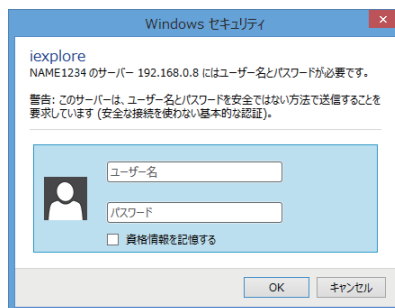 Windows セキュリティ
iexplore
NAME1234 のサーバー 192.168.0.8 にはユーザー名とパスワードが必要です。
警告: このサーバーは、ユーザー名とパスワードを安全ではない方法で送信することを
要求しています (安全な接続を使わない基本的な認証)。
ユーザー名
パスワード
資格情報を記憶する
OK キャンセル